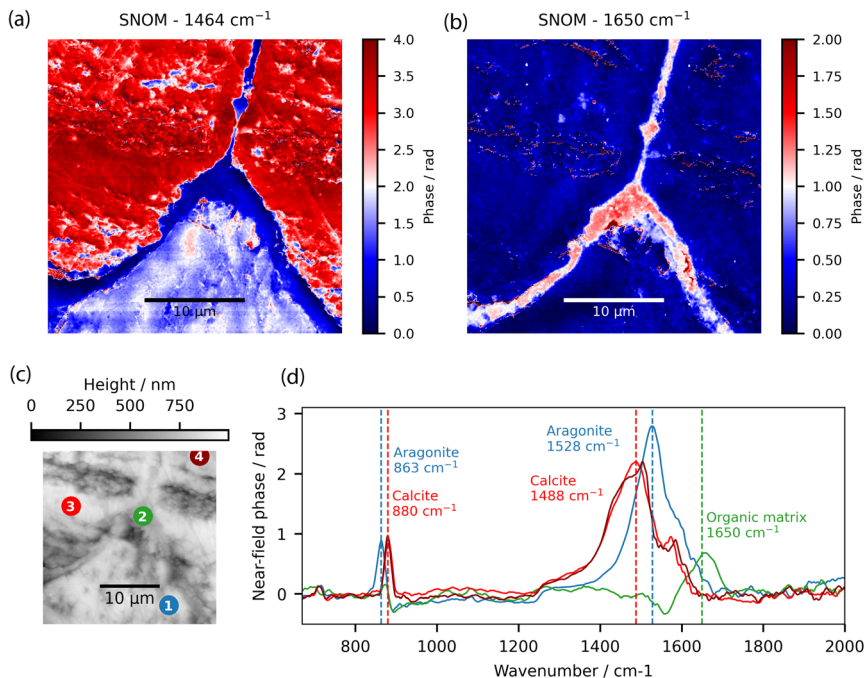 (a)
SNOM - 1464 cm⁻¹
4.0
3.5
3.0
2.5
2.0
1.5
1.0
0.5
0.0
Phase / rad
10 μm
(b)
SNOM - 1650 cm⁻¹
2.00
1.75
1.50
1.25
1.00
0.75
0.50
0.25
0.00
Phase / rad
10 μm
(c)
Height / nm
0 250 500 750
4
3
2
1
10 μm
(d)
Near-field phase / rad
3
2
1
0
Aragonite
863 cm⁻¹
Calcite
880 cm⁻¹
Aragonite
1528 cm⁻¹
Calcite
1488 cm⁻¹
Organic matrix
1650 cm⁻¹
800 1000 1200 1400 1600 1800 2000
Wavenumber / cm-1